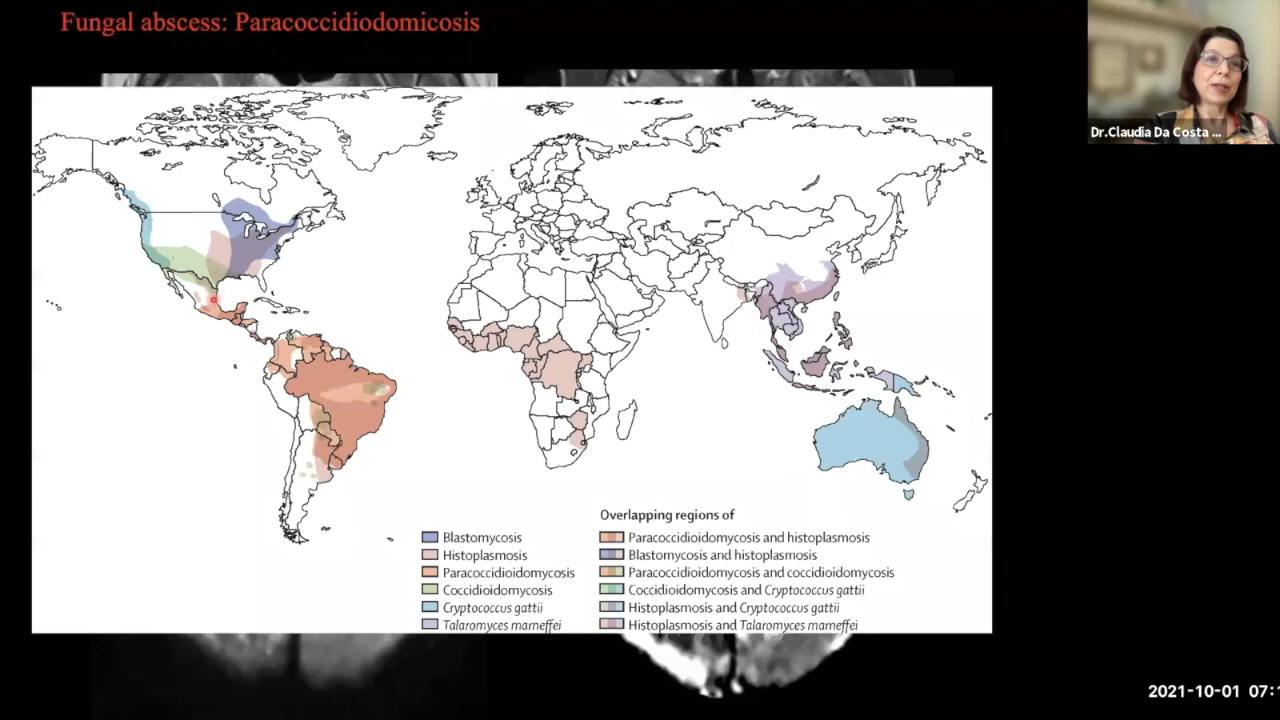 Fungal abscess: Paracoccidiodomicosis
Dr.Claudia Da Costa ...
Overlapping regions of
Blastomycosis
Histoplasmosis
Paracoccidioidomycosis
Coccidioidomycosis
Cryptococcus gattii
Talaromyces marneffei
Paracoccidioidomycosis and histoplasmosis
Blastomycosis and histoplasmosis
Paracoccidioidomycosis and coccidioidomycosis
Coccidioidomycosis and Cryptococcus gattii
Histoplasmosis and Cryptococcus gattii
Histoplasmosis and Talaromyces marneffei
2021-10-01 07: